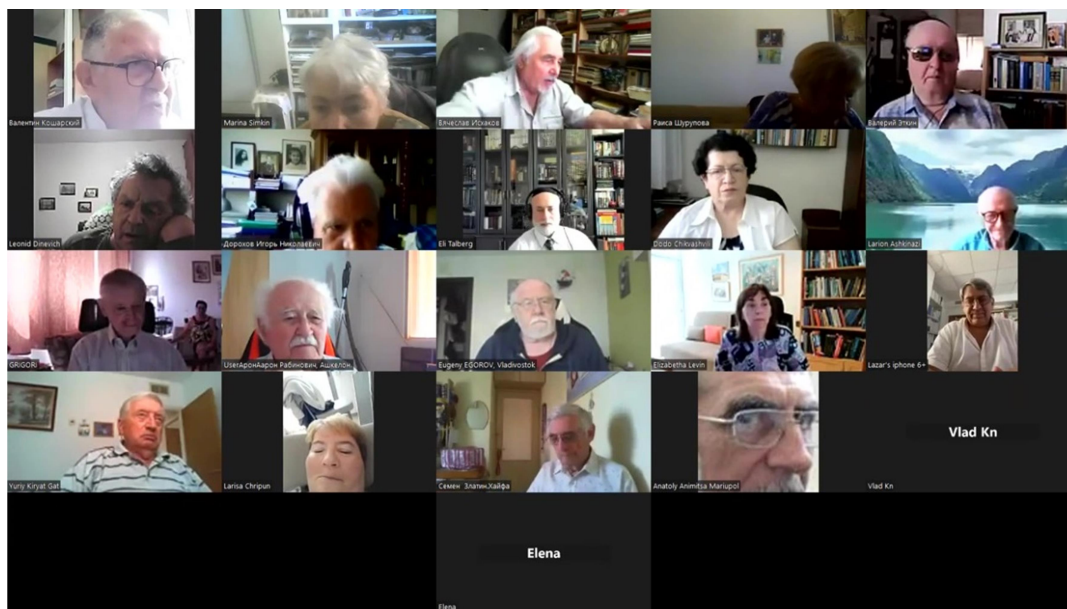 Валентин Кошарский
Marina Simkin
Вячеслав Исхаков
Раиса Шурупова
Валерий Эткин
Leonid Dinevich
Дорохов Игорь Николаевич
Eli Talberg
Dodo Chikvashvili
Larion Ashkinazi
GRIGORI
UserАронАарон Рабинович, Ашкелон.
Eugeny EGOROV, Vladivostok
Elizabetha Levin
Lazar's iphone 6+
Yuriy Kiryat Gat
Larisa Chripun
Семен Златин.Хайфа
Anatoly Animitsa Mariupol
Vlad Kn
Vlad Kn
Elena
Elena